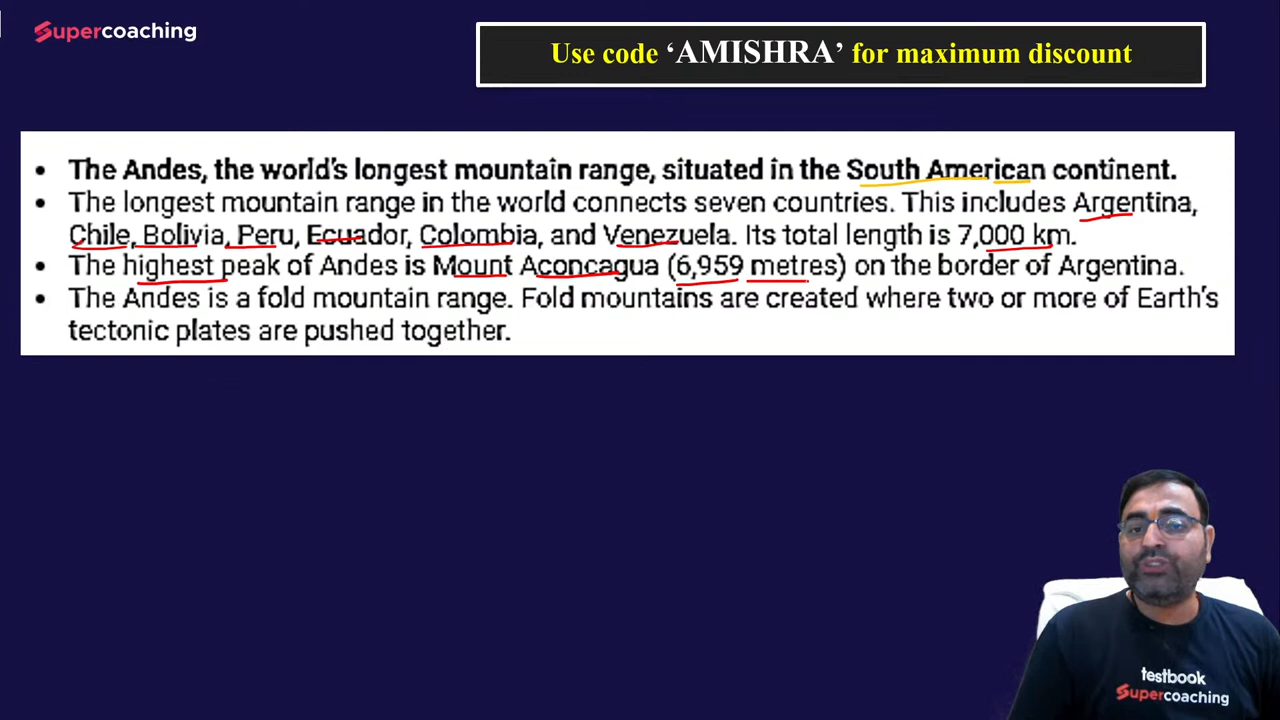 Supercoaching
Use code ‘AMISHRA’ for maximum discount
• The Andes, the world's longest mountain range, situated in the South American continent.
• The longest mountain range in the world connects seven countries. This includes Argentina,
Chile, Bolivia, Peru, Ecuador, Colombia, and Venezuela. Its total length is 7,000 km.
• The highest peak of Andes is Mount Aconcagua (6,959 metres) on the border of Argentina.
• The Andes is a fold mountain range. Fold mountains are created where two or more of Earth's
tectonic plates are pushed together.
testbook
Supercoaching